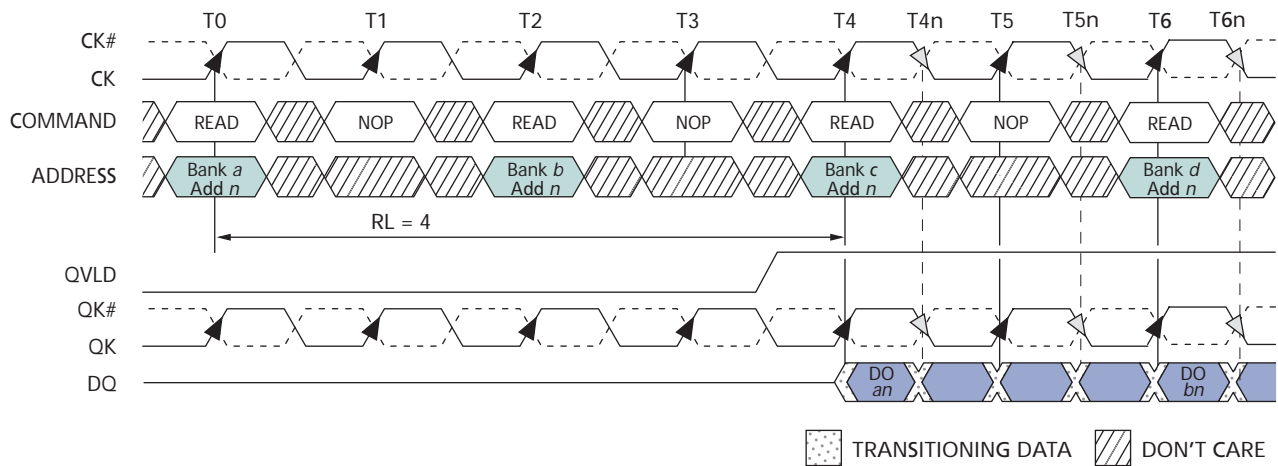 T0 T1 T2 T3 T4 T4n T5 T5n T6 T6n
CK#
CK
COMMAND READ NOP READ NOP READ NOP READ
ADDRESS Bank a Add n Bank b Add n Bank c Add n Bank d Add n
RL = 4
QVLD
QK#
QK
DQ DO an DO bn
TRANSITIONING DATA DON'T CARE